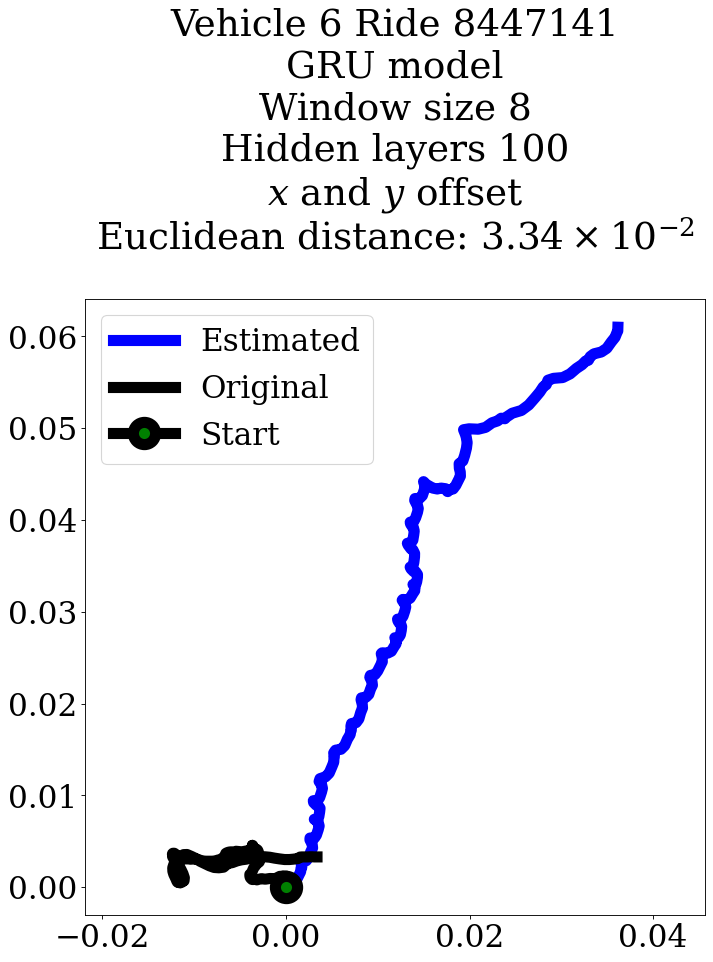 Vehicle 6 Ride 8447141
GRU model
Window size 8
Hidden layers 100
x and y offset
Euclidean distance: 3.34 × 10⁻²
Estimated
Original
Start
0.06
0.05
0.04
0.03
0.02
0.01
0.00
−0.02 0.00 0.02 0.04